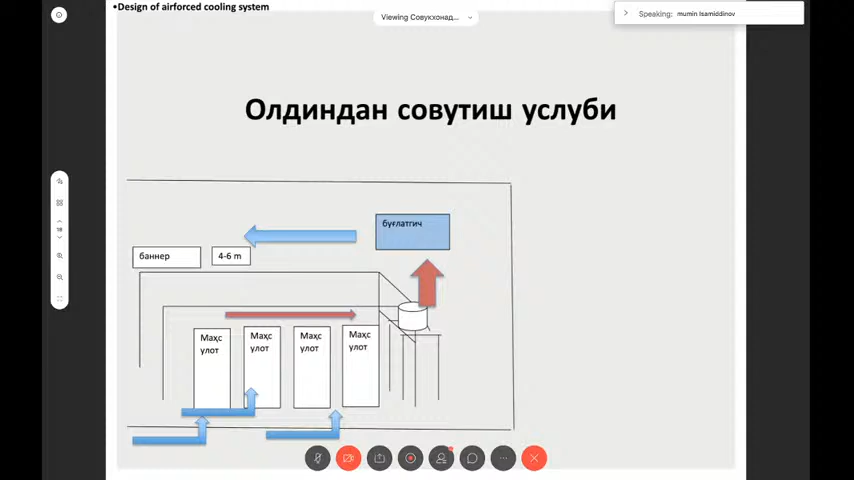 •Design of airforced cooling system
Viewing Совукхонад...
Speaking: mumin Isamiddinov
Олдиндан совутиш услуби
буғлатгич
баннер
4-6 m
Маҳс
улот
Маҳс
улот
Маҳс
улот
Маҳс
улот
18